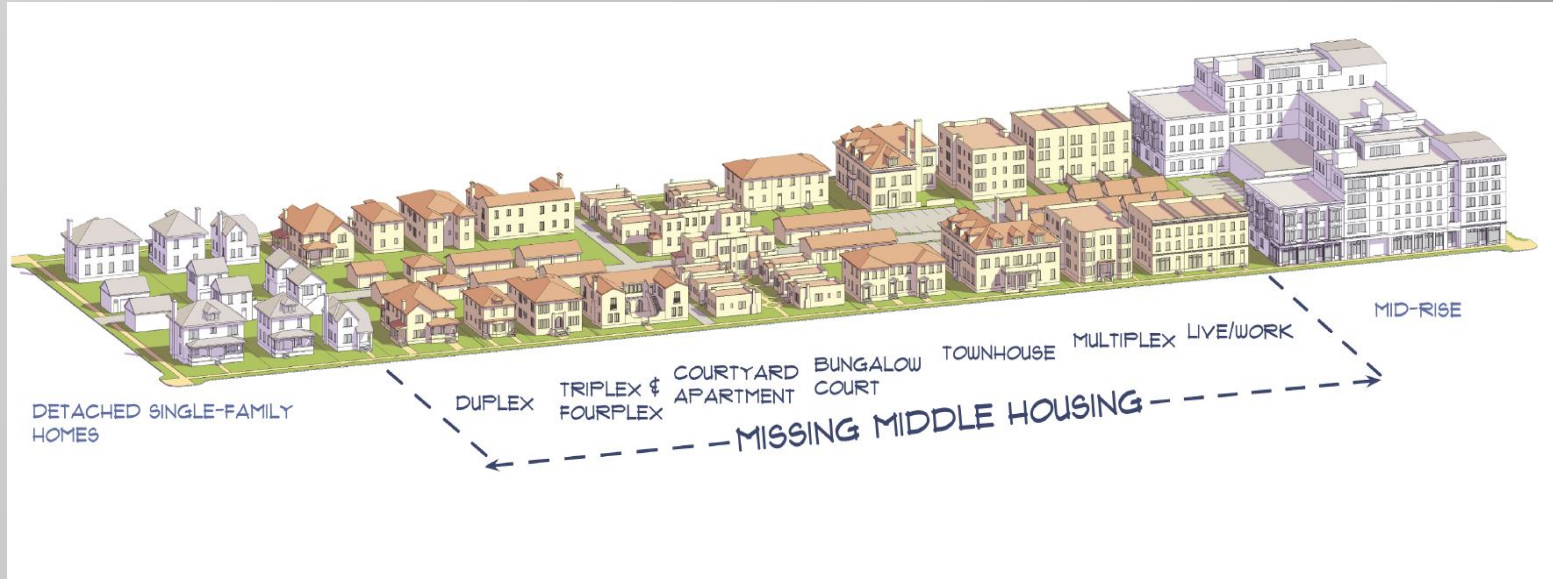 DETACHED SINGLE-FAMILY
HOMES
DUPLEX
TRIPLEX &
FOURPLEX
COURTYARD
APARTMENT
BUNGALOW
COURT
TOWNHOUSE
MULTIPLEX
LIVE/WORK
MID-RISE
MISSING MIDDLE HOUSING